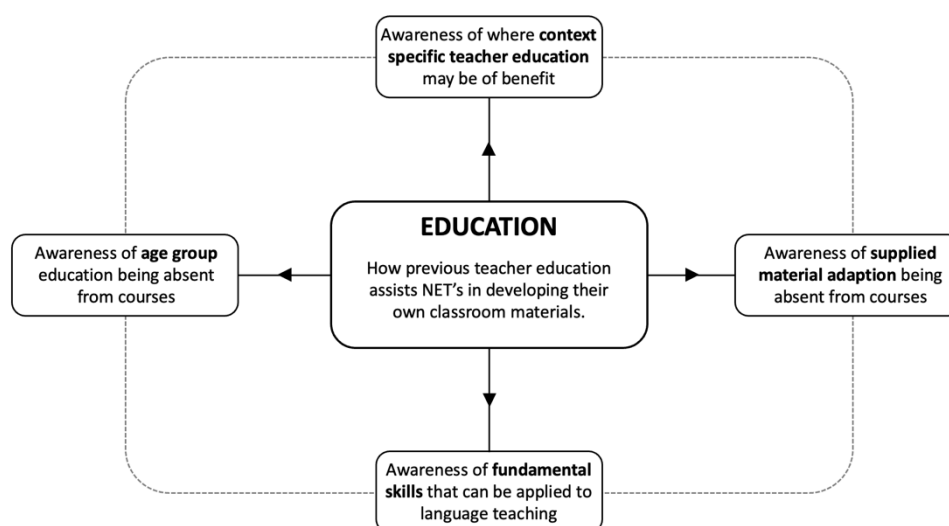 Awareness of where context
specific teacher education
may be of benefit
EDUCATION
How previous teacher education
assists NET's in developing their
own classroom materials.
Awareness of age group
education being absent
from courses
Awareness of supplied
material adaption being
absent from courses
Awareness of fundamental
skills that can be applied to
language teaching